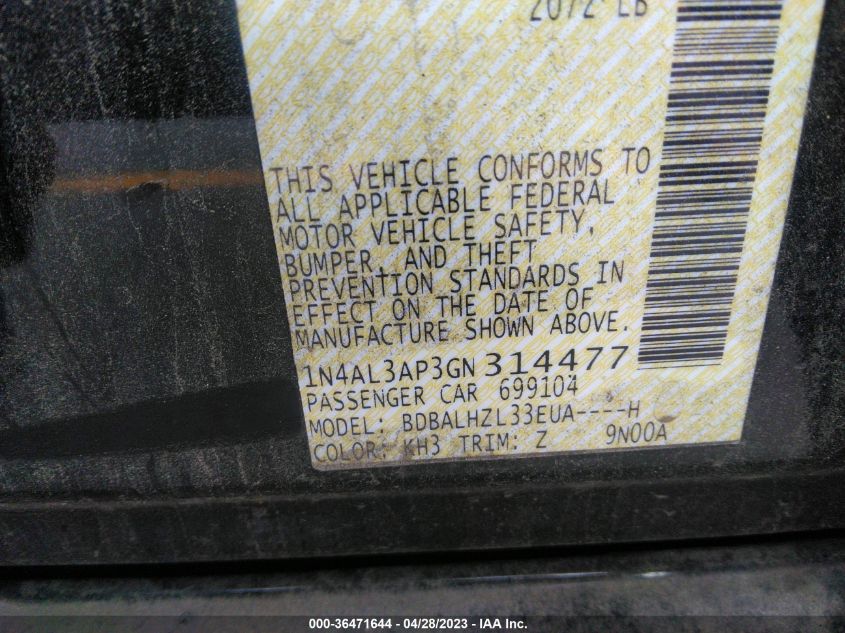 2072 LB
THIS VEHICLE CONFORMS TO
ALL APPLICABLE FEDERAL
MOTOR VEHICLE SAFETY,
BUMPER, AND THEFT
PREVENTION STANDARDS IN
EFFECT ON THE DATE OF
MANUFACTURE SHOWN ABOVE.
1N4AL3AP3GN314477
PASSENGER CAR 699104
MODEL: BDBALHZL33EUA----H
COLOR: KH3 TRIM: Z 9N00A
000-36471644 / 04/28/2023 - IAA Inc.